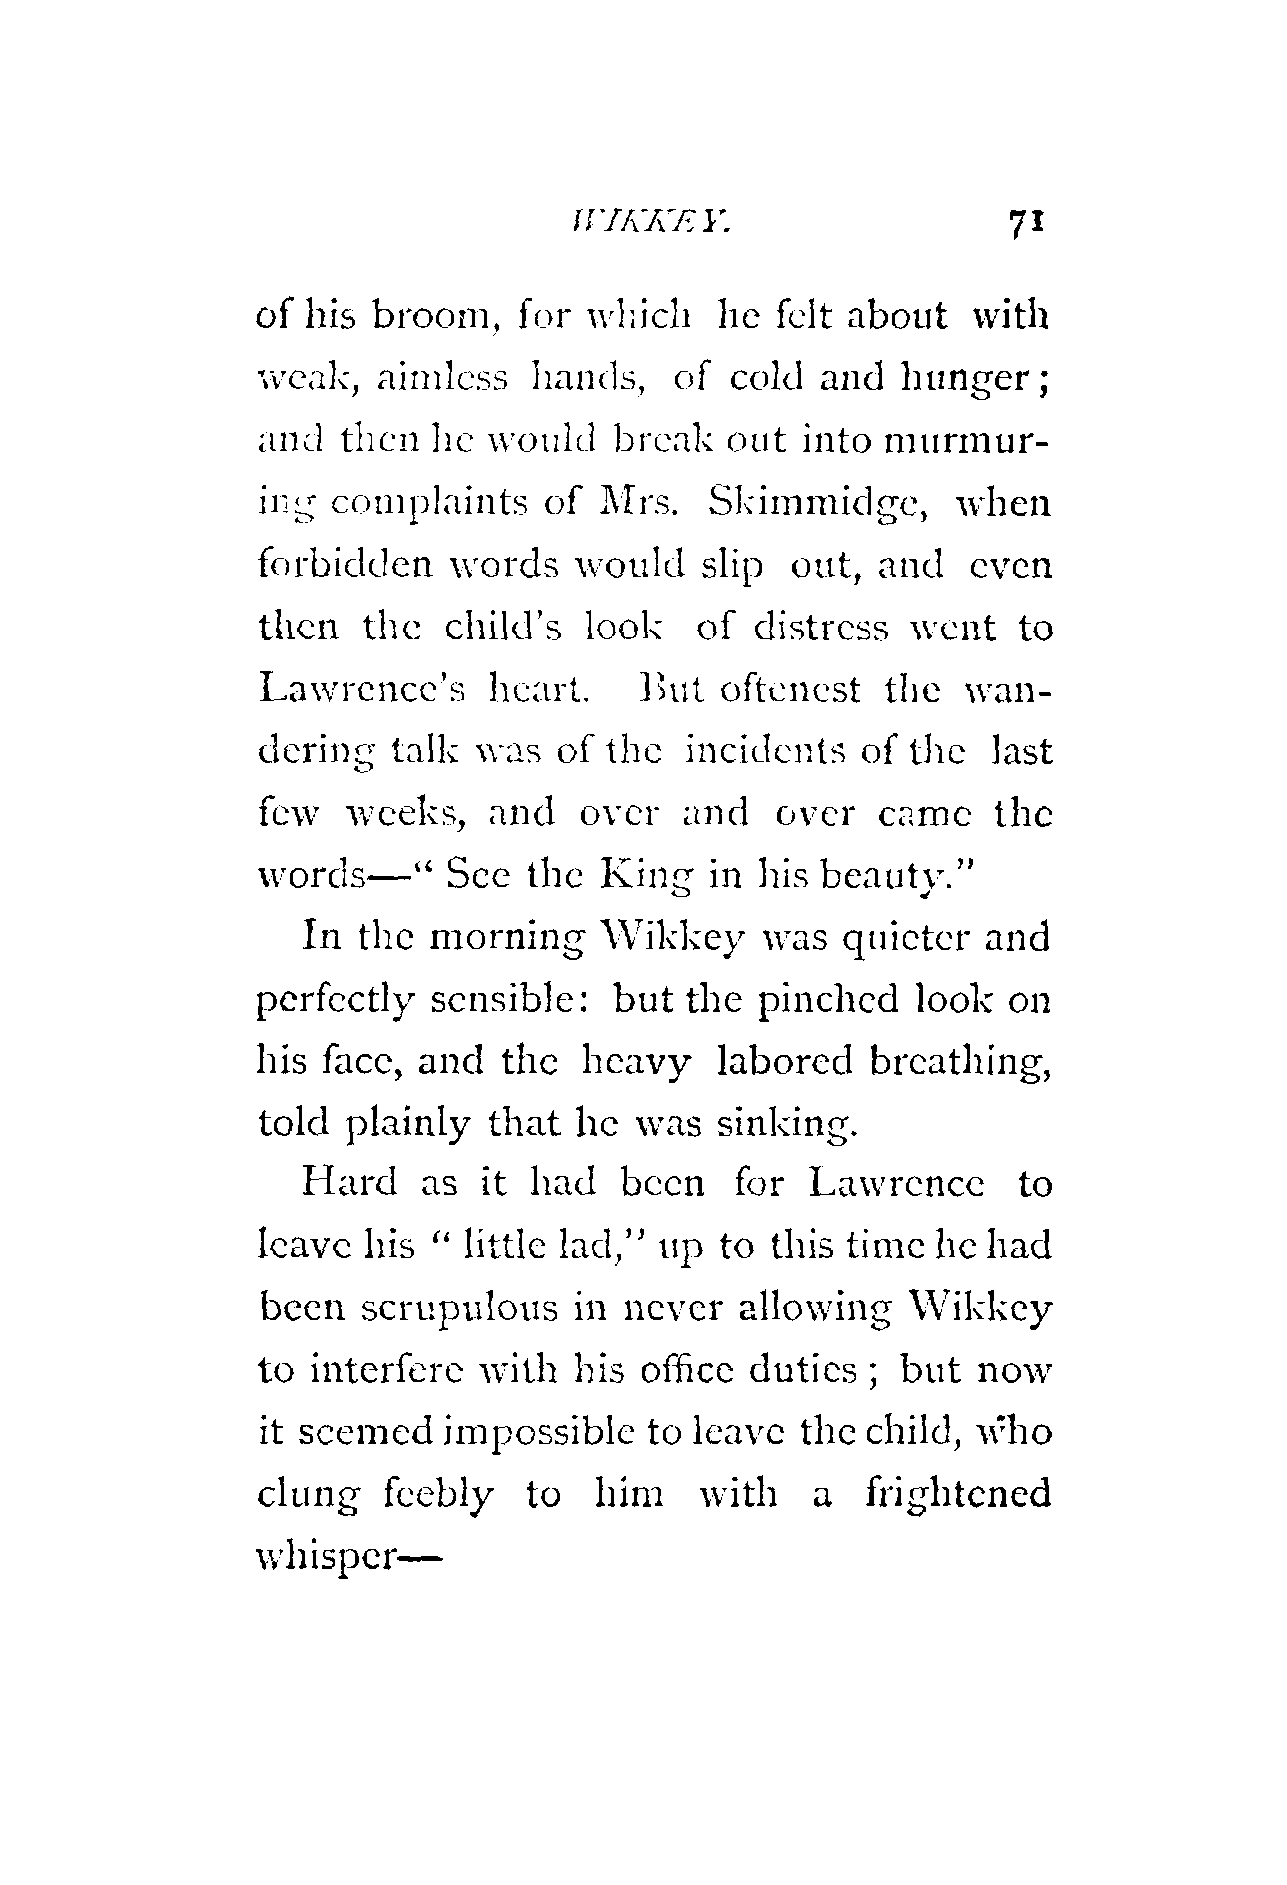 WIKKEY. 71
of his broom, for which he felt about with
weak, aimless hands, of cold and hunger;
and then he would break out into murmur-
ing complaints of Mrs. Skimmidge, when
forbidden words would slip out, and even
then the child's look of distress went to
Lawrence's heart. But oftenest the wan-
dering talk was of the incidents of the last
few weeks, and over and over came the
words—" See the King in his beauty."
In the morning Wikkey was quieter and
perfectly sensible: but the pinched look on
his face, and the heavy labored breathing,
told plainly that he was sinking.
Hard as it had been for Lawrence to
leave his " little lad," up to this time he had
been scrupulous in never allowing Wikkey
to interfere with his office duties ; but now
it seemed impossible to leave the child, who
clung feebly to him with a frightened
whisper—